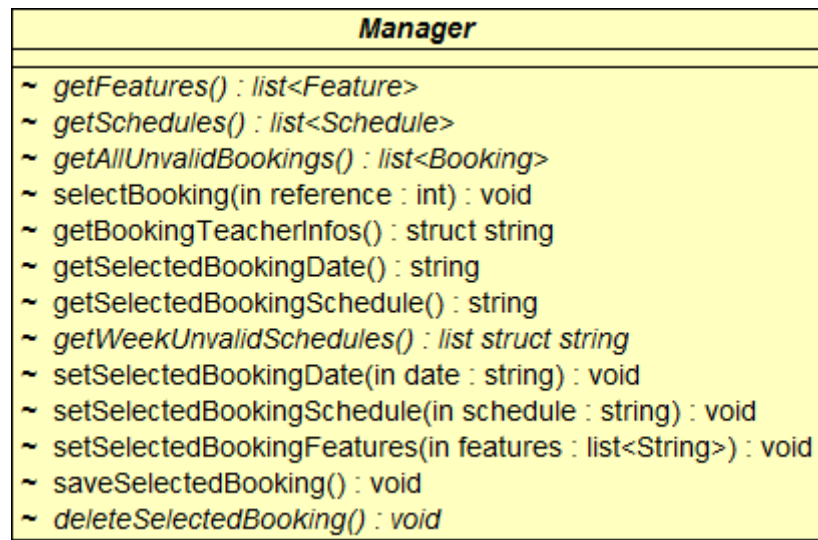 Manager
~ getFeatures() : list<Feature>
~ getSchedules() : list<Schedule>
~ getAllUnvalidBookings() : list<Booking>
~ selectBooking(in reference : int) : void
~ getBookingTeacherInfos() : struct string
~ getSelectedBookingDate() : string
~ getSelectedBookingSchedule() : string
~ getWeekUnvalidSchedules() : list struct string
~ setSelectedBookingDate(in date : string) : void
~ setSelectedBookingSchedule(in schedule : string) : void
~ setSelectedBookingFeatures(in features : list<String>) : void
~ saveSelectedBooking() : void
~ deleteSelectedBooking() : void